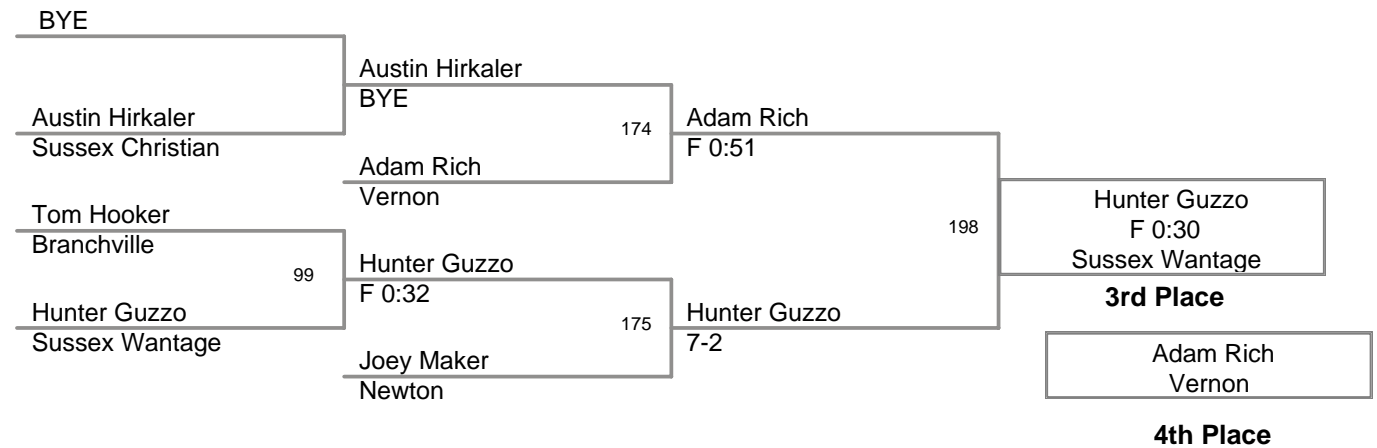 BYE
Austin Hirkaler
BYE
Austin Hirkaler
Sussex Christian
174
Adam Rich
F 0:51
Adam Rich
Vernon
Tom Hooker
Branchville
99
Hunter Guzzo
F 0:32
Hunter Guzzo
Sussex Wantage
175
Hunter Guzzo
7-2
Joey Maker
Newton
198
Hunter Guzzo
F 0:30
Sussex Wantage
3rd Place
Adam Rich
Vernon
4th Place